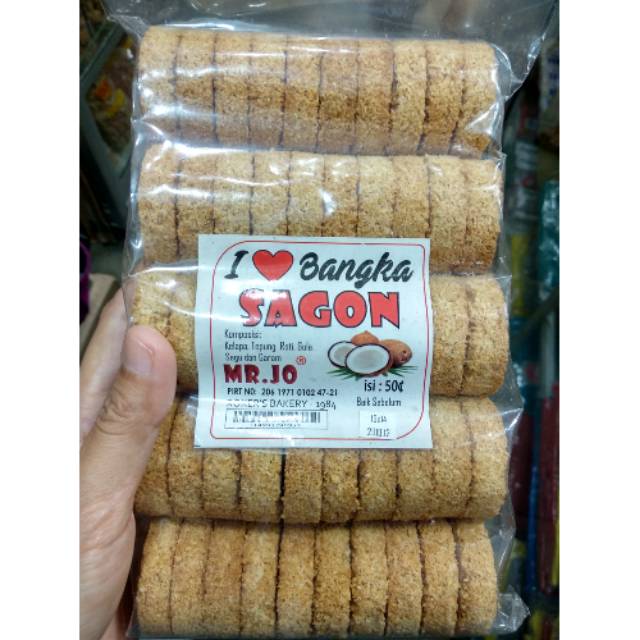 I ❤ Bangka
SAGON
Komposisi:
Kelapa, Tepung, Roti, Gula,
Sagu dan Garam
MR.JO ®
PIRT NO: 206 1971 0102 47-21
BAKERY - 1984
isi : 50¢
Baik Sebelum